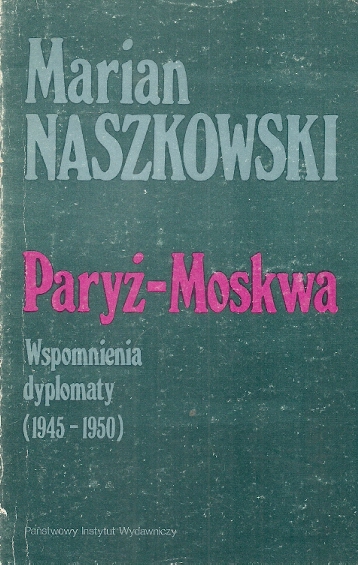 Marian
NASZKOWSKI
Paryż-Moskwa
Wspomnienia
dyplomaty
(1945-1950)
Państwowy Instytut Wydawniczy